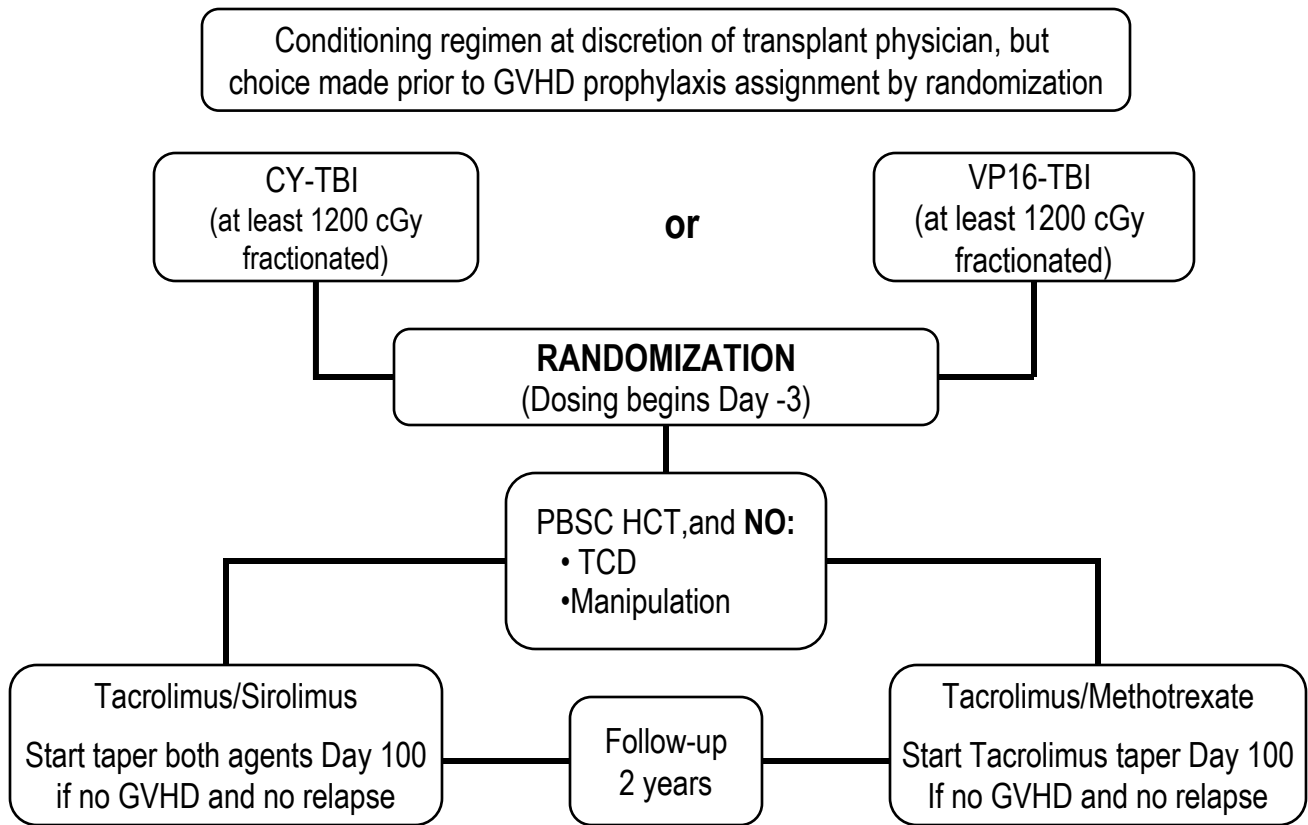 Conditioning regimen at discretion of transplant physician, but
choice made prior to GVHD prophylaxis assignment by randomization
CY-TBI
(at least 1200 cGy
fractionated)
or
VP16-TBI
(at least 1200 cGy
fractionated)
RANDOMIZATION
(Dosing begins Day -3)
PBSC HCT,and NO:
• TCD
•Manipulation
Tacrolimus/Sirolimus
Start taper both agents Day 100
if no GVHD and no relapse
Follow-up
2 years
Tacrolimus/Methotrexate
Start Tacrolimus taper Day 100
If no GVHD and no relapse